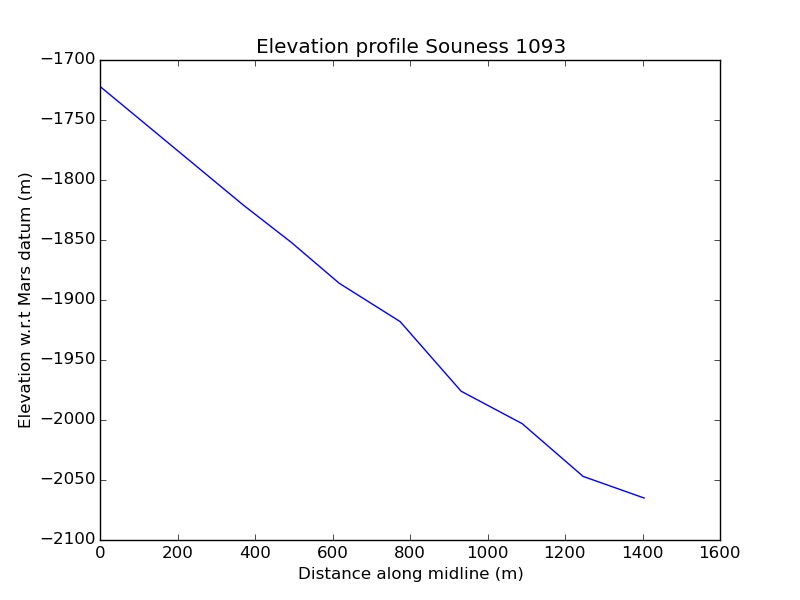 Elevation profile Souness 1093
Elevation w.r.t Mars datum (m)
−1700
−1750
−1800
−1850
−1900
−1950
−2000
−2050
−2100
0 200 400 600 800 1000 1200 1400 1600
Distance along midline (m)